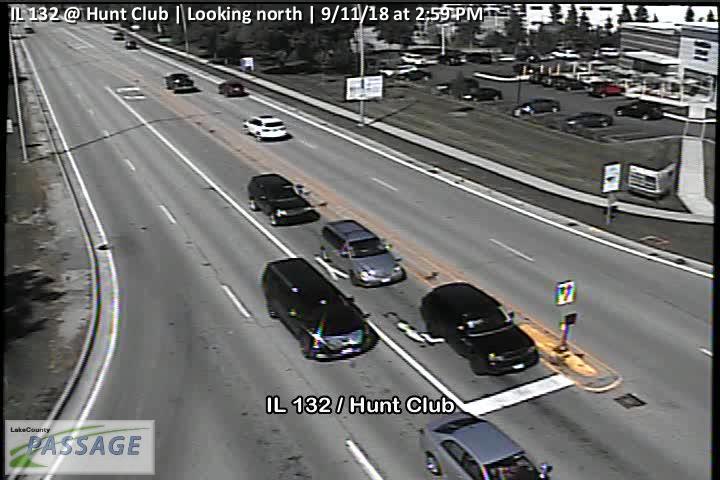 IL 132 @ Hunt Club | Looking north | 9/11/18 at 2:59 PM
IL 132 / Hunt Club
LakeCounty
PASSAGE